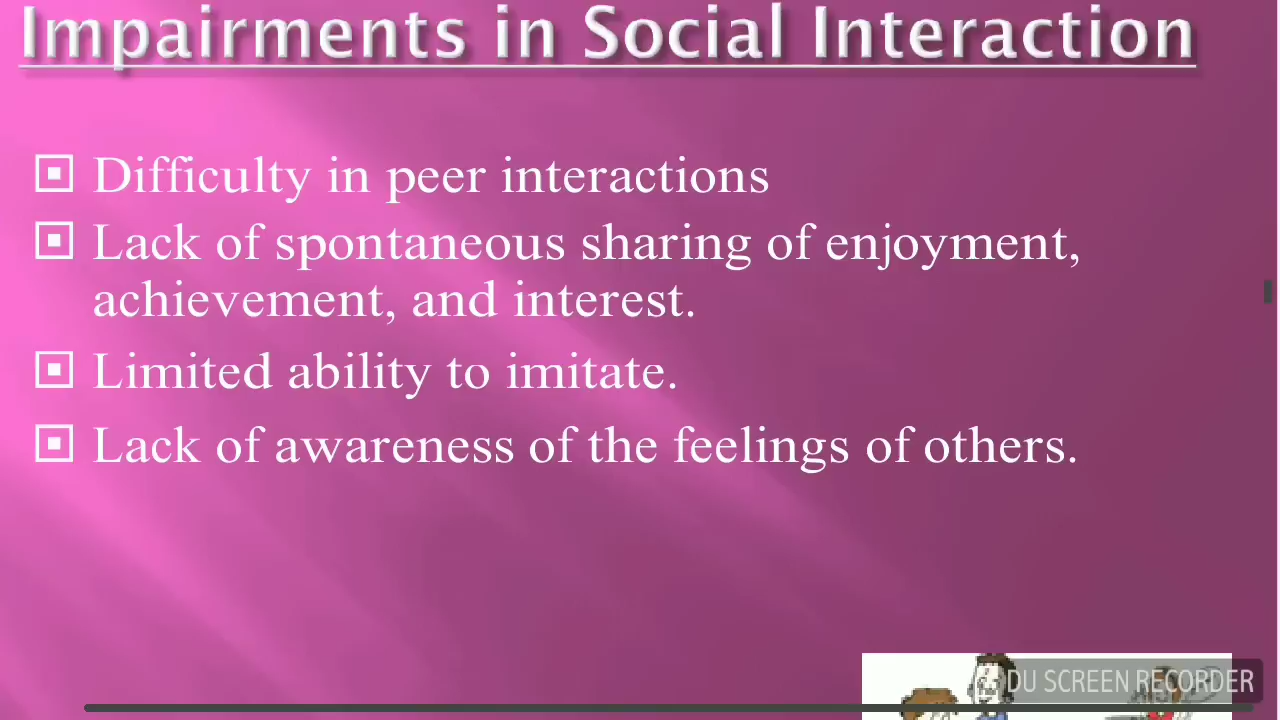 Impairments in Social Interaction
Difficulty in peer interactions
Lack of spontaneous sharing of enjoyment,
achievement, and interest.
Limited ability to imitate.
Lack of awareness of the feelings of others.
DU SCREEN RECORDER